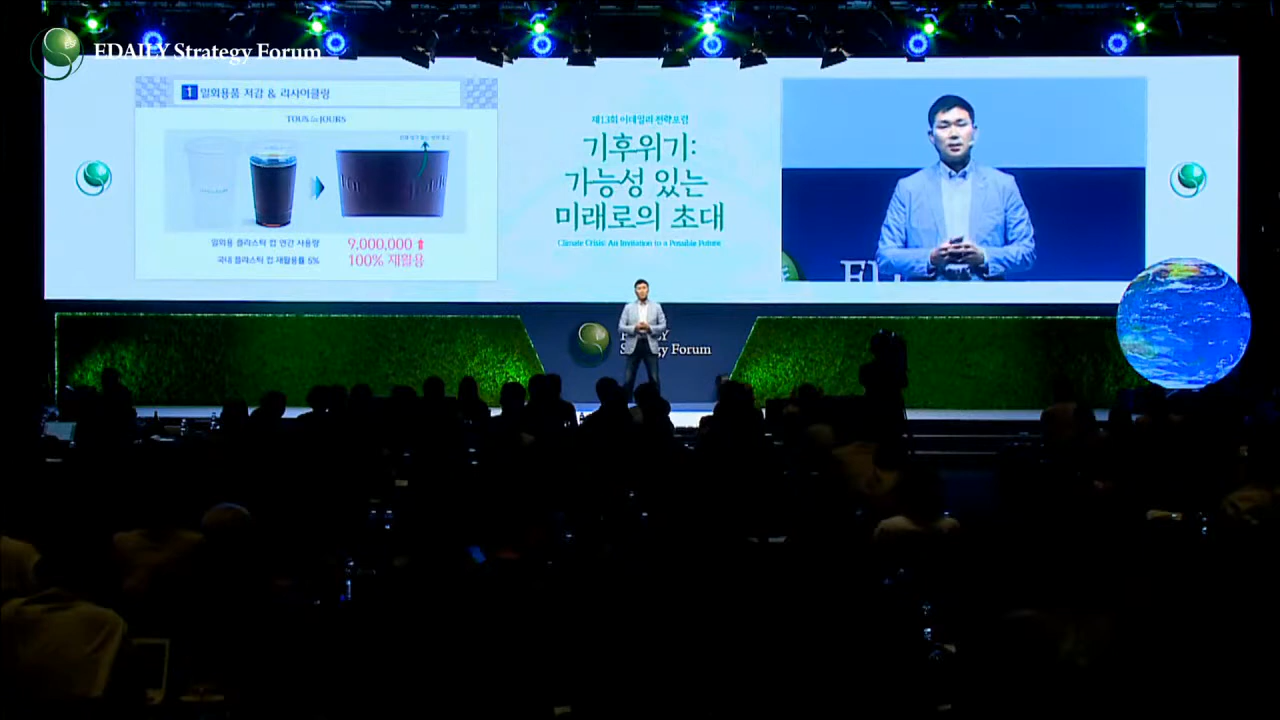 EDAILY Strategy Forum
1 일회용품 저감 & 리사이클링
TOUS les JOURS
일회용 플라스틱 컵 연간 사용량
9,000,000
국내 플라스틱 컵 재활용률 5%
100% 재활용
제13회 이데일리 전략포럼
기후위기:
가능성 있는
미래로의 초대
Climate Crisis: An Invitation to a Possible Future
Forum